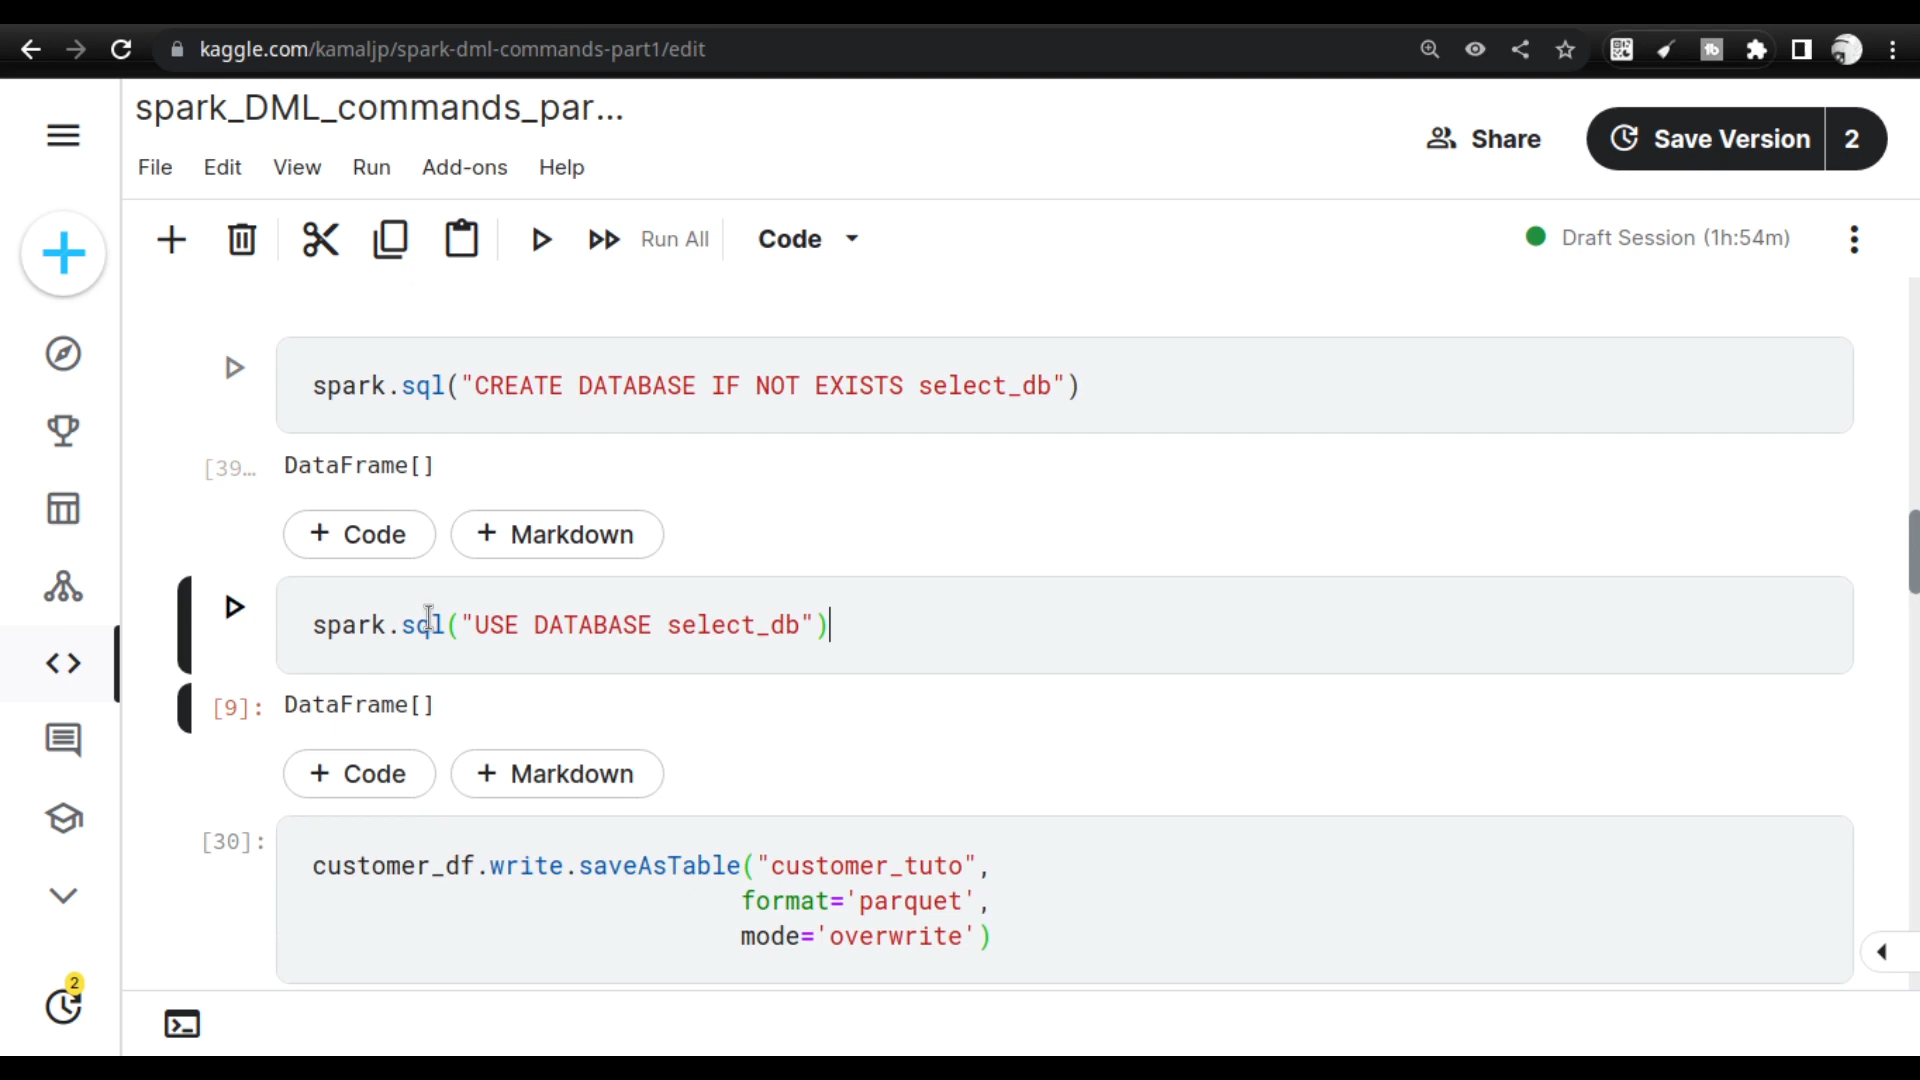 kaggle.com/kamaljp/spark-dml-commands-part1/edit
spark_DML_commands_par...
File Edit View Run Add-ons Help
Share
Save Version 2
Run All
Code
Draft Session (1h:54m)
spark.sql("CREATE DATABASE IF NOT EXISTS select_db")
[39… DataFrame[]
+ Code + Markdown
spark.sql("USE DATABASE select_db")
[9]: DataFrame[]
+ Code + Markdown
[30]:
customer_df.write.saveAsTable("customer_tuto",
format='parquet',
mode='overwrite')
2